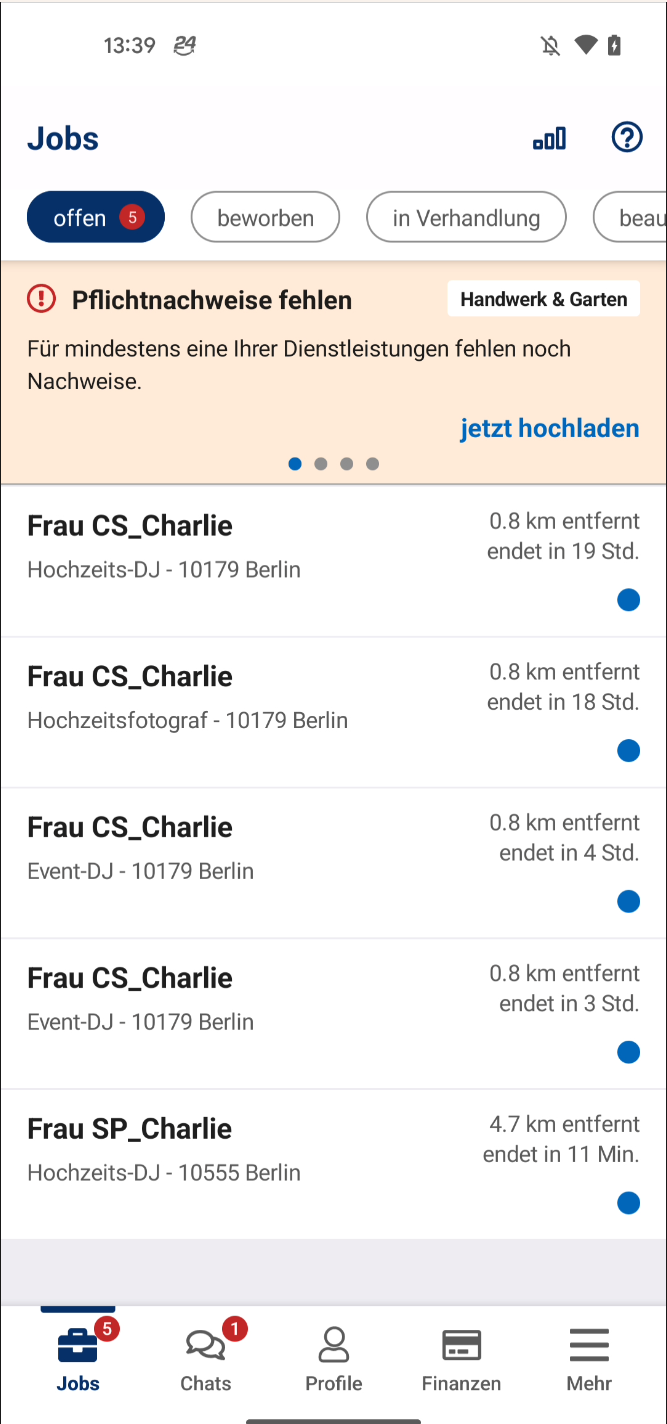 13:39 24
Jobs
offen 5 beworben in Verhandlung beau
Pflichtnachweise fehlen Handwerk & Garten
Für mindestens eine Ihrer Dienstleistungen fehlen noch
Nachweise.
jetzt hochladen
Frau CS_Charlie 0.8 km entfernt
endet in 19 Std.
Hochzeits-DJ - 10179 Berlin
Frau CS_Charlie 0.8 km entfernt
endet in 18 Std.
Hochzeitsfotograf - 10179 Berlin
Frau CS_Charlie 0.8 km entfernt
endet in 4 Std.
Event-DJ - 10179 Berlin
Frau CS_Charlie 0.8 km entfernt
endet in 3 Std.
Event-DJ - 10179 Berlin
Frau SP_Charlie 4.7 km entfernt
endet in 11 Min.
Hochzeits-DJ - 10555 Berlin
5 1
Jobs Chats Profile Finanzen Mehr